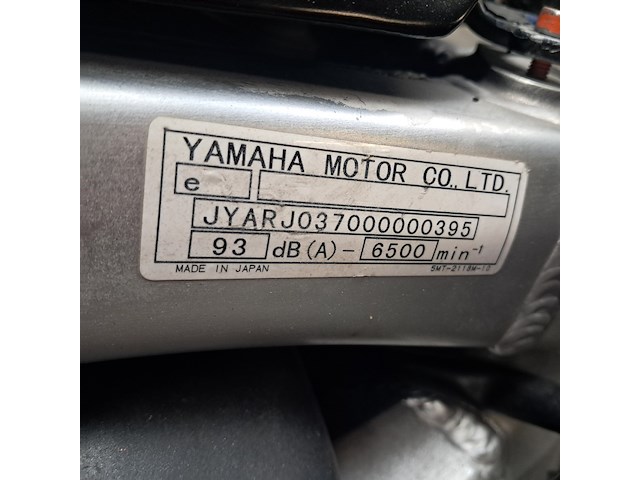 YAMAHA MOTOR CO., LTD.
e
JYARJ037000000395
93 dB(A) - 6500 min⁻¹
MADE IN JAPAN 5MT-2118M-10